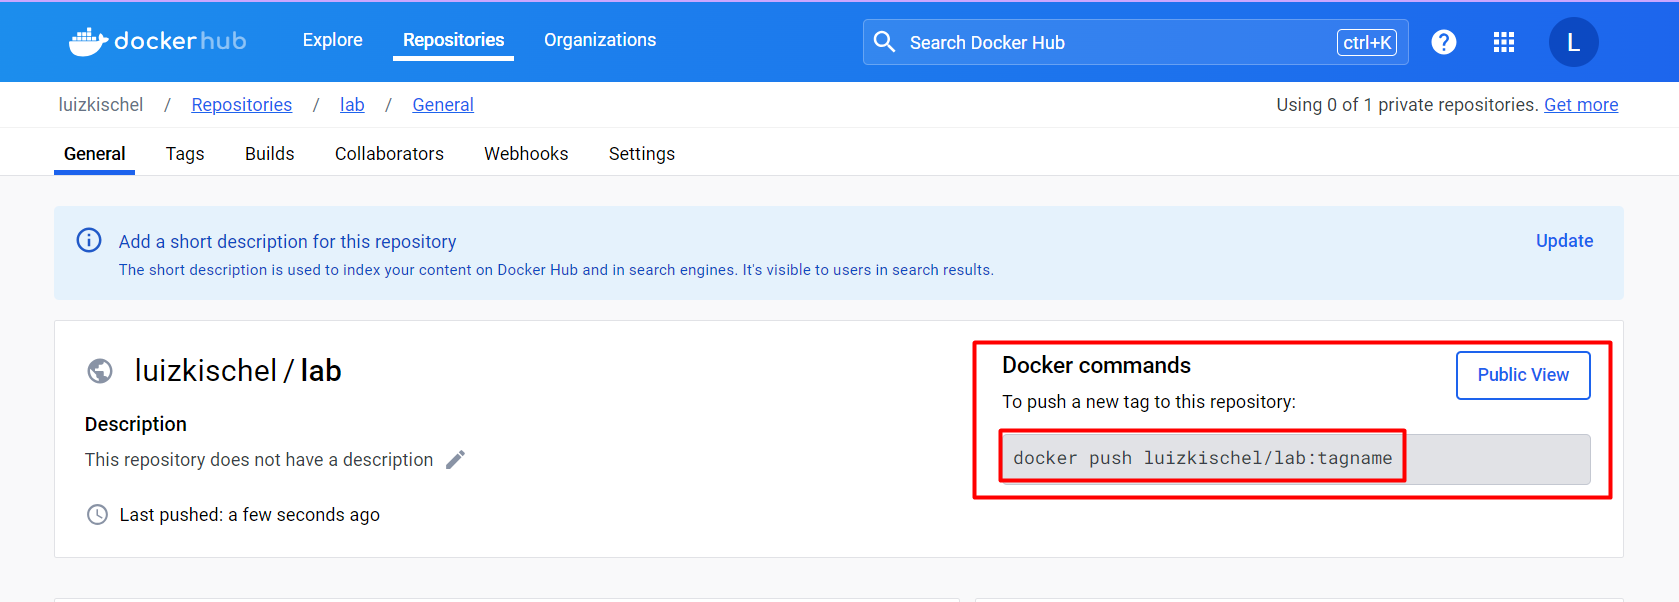 dockerhub Explore Repositories Organizations Search Docker Hub ctrl+K ? L
luizkischel / Repositories / lab / General Using 0 of 1 private repositories. Get more
General Tags Builds Collaborators Webhooks Settings
Add a short description for this repository Update
The short description is used to index your content on Docker Hub and in search engines. It's visible to users in search results.
luizkischel / lab
Description
This repository does not have a description
Last pushed: a few seconds ago
Docker commands
Public View
To push a new tag to this repository:
docker push luizkischel/lab:tagname